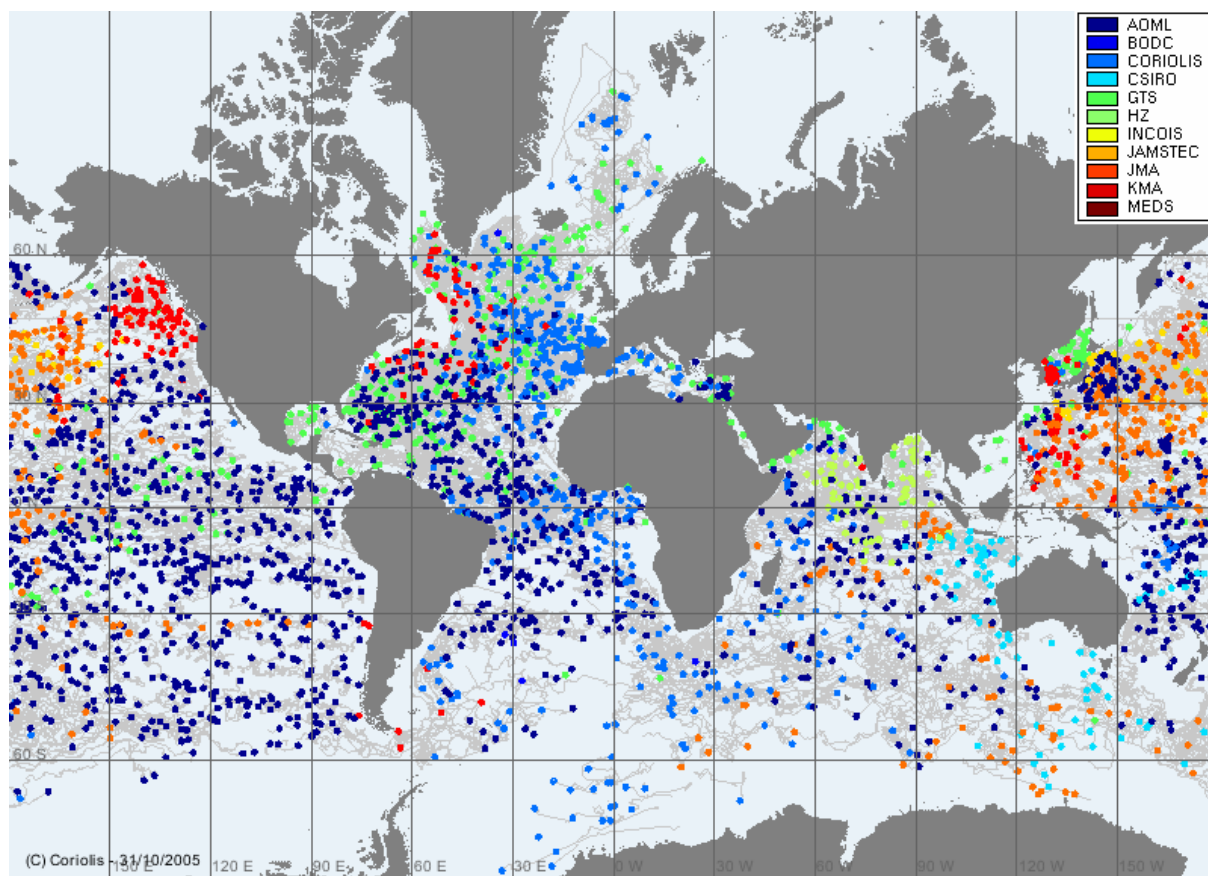 AOML
BODC
CORIOLIS
CSIRO
GTS
HZ
INCOIS
JAMSTEC
JMA
KMA
MEDS
60 N
60 S
(C) Coriolis - 31/10/2005
150 E 120 E 90 E 60 E 30 E 0 W 30 W 60 W 90 W 120 W 150 W